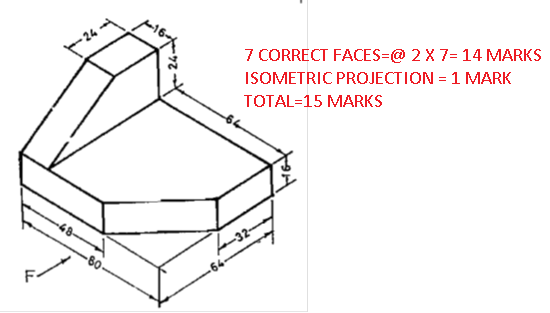 24
16
24
7 CORRECT FACES=@ 2 X 7= 14 MARKS
ISOMETRIC PROJECTION = 1 MARK
TOTAL=15 MARKS
64
16
48
80
32
64
F